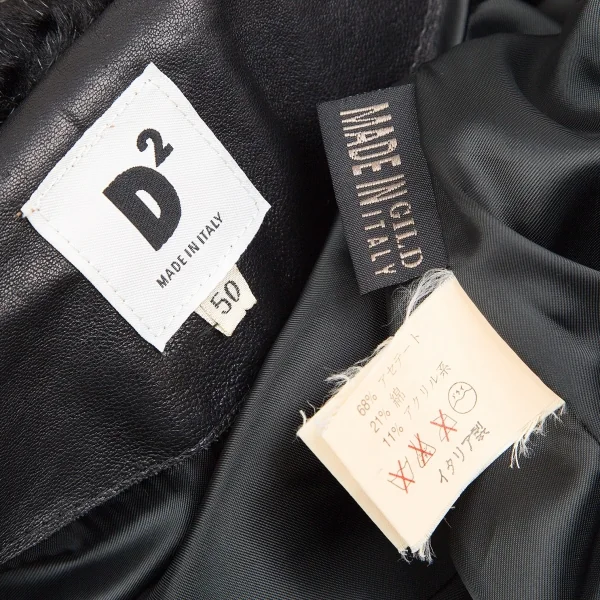 D²
MADE IN ITALY
50
MADE IN GILD
ITALY
68% アセテート
21% 綿
11% アクリル系
イタリア製